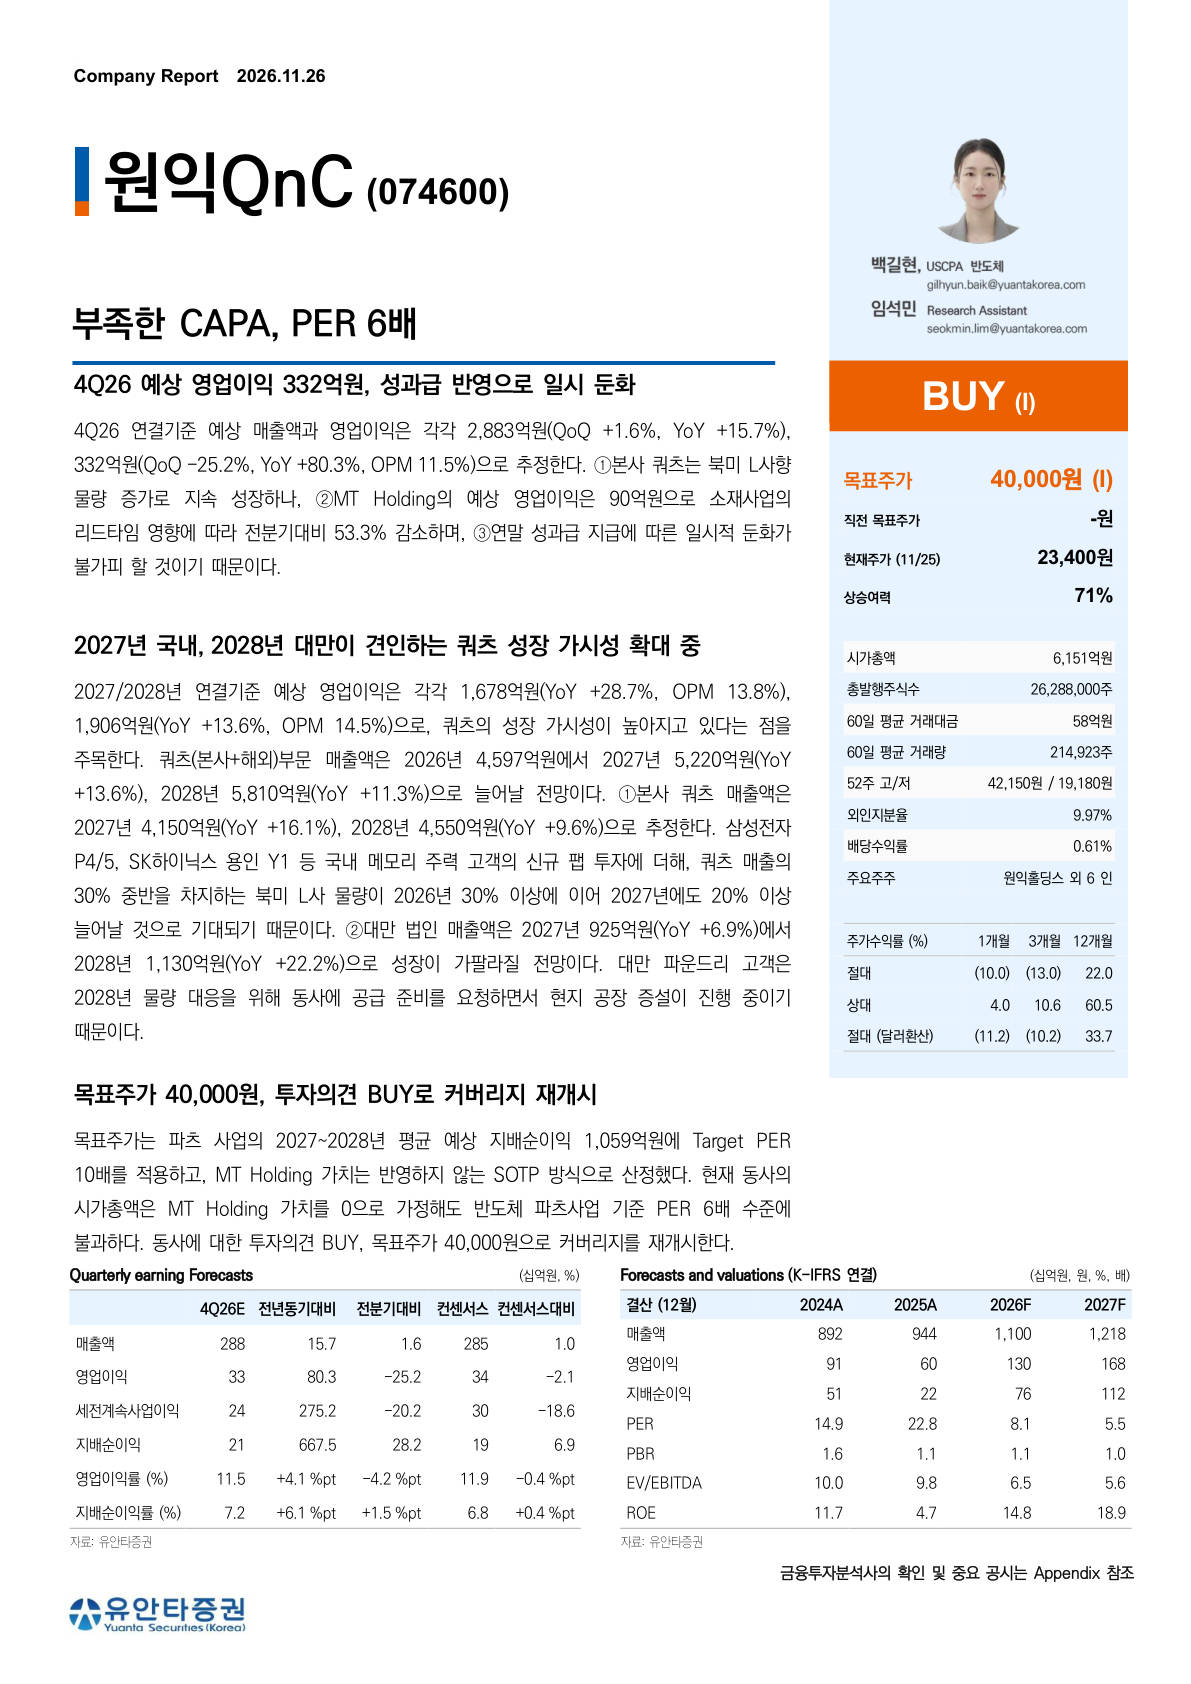 Company Report 2026.11.26
원익QnC (074600)
부족한 CAPA, PER 6배
4Q26 예상 영업이익 332억원, 성과급 반영으로 일시 둔화
4Q26 연결기준 예상 매출액과 영업이익은 각각 2,883억원(QoQ +1.6%, YoY +15.7%),
332억원(QoQ -25.2%, YoY +80.3%, OPM 11.5%)으로 추정한다. ①본사 쿼츠는 북미 L사향
물량 증가로 지속 성장하나, ②MT Holding의 예상 영업이익은 90억원으로 소재사업의
리드타임 영향에 따라 전분기대비 53.3% 감소하며, ③연말 성과급 지급에 따른 일시적 둔화가
불가피 할 것이기 때문이다.
2027년 국내, 2028년 대만이 견인하는 쿼츠 성장 가시성 확대 중
2027/2028년 연결기준 예상 영업이익은 각각 1,678억원(YoY +28.7%, OPM 13.8%),
1,906억원(YoY +13.6%, OPM 14.5%)으로, 쿼츠의 성장 가시성이 높아지고 있다는 점을
주목한다. 쿼츠(본사+해외)부문 매출액은 2026년 4,597억원에서 2027년 5,220억원(YoY
+13.6%), 2028년 5,810억원(YoY +11.3%)으로 늘어날 전망이다. ①본사 쿼츠 매출액은
2027년 4,150억원(YoY +16.1%), 2028년 4,550억원(YoY +9.6%)으로 추정한다. 삼성전자
P4/5, SK하이닉스 용인 Y1 등 국내 메모리 주력 고객의 신규 팹 투자에 더해, 쿼츠 매출의
30% 중반을 차지하는 북미 L사 물량이 2026년 30% 이상에 이어 2027년에도 20% 이상
늘어날 것으로 기대되기 때문이다. ②대만 법인 매출액은 2027년 925억원(YoY +6.9%)에서
2028년 1,130억원(YoY +22.2%)으로 성장이 가팔라질 전망이다. 대만 파운드리 고객은
2028년 물량 대응을 위해 동사에 공급 준비를 요청하면서 현지 공장 증설이 진행 중이기
때문이다.
목표주가 40,000원, 투자의견 BUY로 커버리지 재개시
목표주가는 파츠 사업의 2027~2028년 평균 예상 지배순이익 1,059억원에 Target PER
10배를 적용하고, MT Holding 가치는 반영하지 않는 SOTP 방식으로 산정했다. 현재 동사의
시가총액은 MT Holding 가치를 0으로 가정해도 반도체 파츠사업 기준 PER 6배 수준에
불과하다. 동사에 대한 투자의견 BUY, 목표주가 40,000원으로 커버리지를 재개시한다.
백길현, USCPA 반도체
gilhyun.baik@yuantakorea.com
임석민 Research Assistant
seokmin.lim@yuantakorea.com
BUY (I)
목표주가 40,000원 (I)
직전 목표주가 -원
현재주가 (11/25) 23,400원
상승여력 71%
시가총액 6,151억원
총발행주식수 26,288,000주
60일 평균 거래대금 58억원
60일 평균 거래량 214,923주
52주 고/저 42,150원 / 19,180원
외인지분율 9.97%
배당수익률 0.61%
주요주주 원익홀딩스 외 6 인
주가수익률 (%) 1개월 3개월 12개월
절대 (10.0) (13.0) 22.0
상대 4.0 10.6 60.5
절대 (달러환산) (11.2) (10.2) 33.7
Quarterly earning Forecasts (십억원, %)
4Q26E 전년동기대비 전분기대비 컨센서스 컨센서스대비
매출액 288 15.7 1.6 285 1.0
영업이익 33 80.3 -25.2 34 -2.1
세전계속사업이익 24 275.2 -20.2 30 -18.6
지배순이익 21 667.5 28.2 19 6.9
영업이익률 (%) 11.5 +4.1 %pt -4.2 %pt 11.9 -0.4 %pt
지배순이익률 (%) 7.2 +6.1 %pt +1.5 %pt 6.8 +0.4 %pt
자료: 유안타증권
Forecasts and valuations (K-IFRS 연결) (십억원, 원, %, 배)
결산 (12월) 2024A 2025A 2026F 2027F
매출액 892 944 1,100 1,218
영업이익 91 60 130 168
지배순이익 51 22 76 112
PER 14.9 22.8 8.1 5.5
PBR 1.6 1.1 1.1 1.0
EV/EBITDA 10.0 9.8 6.5 5.6
ROE 11.7 4.7 14.8 18.9
자료: 유안타증권
금융투자분석사의 확인 및 중요 공시는 Appendix 참조
유안타증권
Yuanta Securities (Korea)